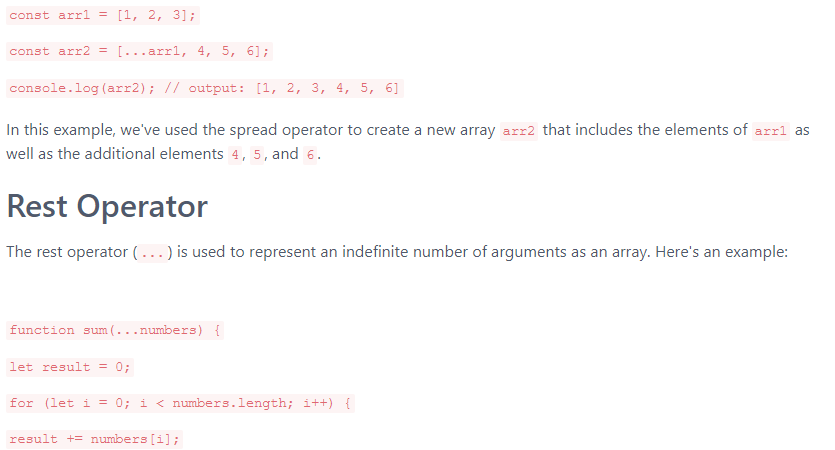 const arr1 = [1, 2, 3];
const arr2 = [...arr1, 4, 5, 6];
console.log(arr2); // output: [1, 2, 3, 4, 5, 6]
In this example, we've used the spread operator to create a new array arr2 that includes the elements of arr1 as
well as the additional elements 4, 5, and 6.
Rest Operator
The rest operator (...) is used to represent an indefinite number of arguments as an array. Here's an example:
function sum(...numbers) {
let result = 0;
for (let i = 0; i < numbers.length; i++) {
result += numbers[i];